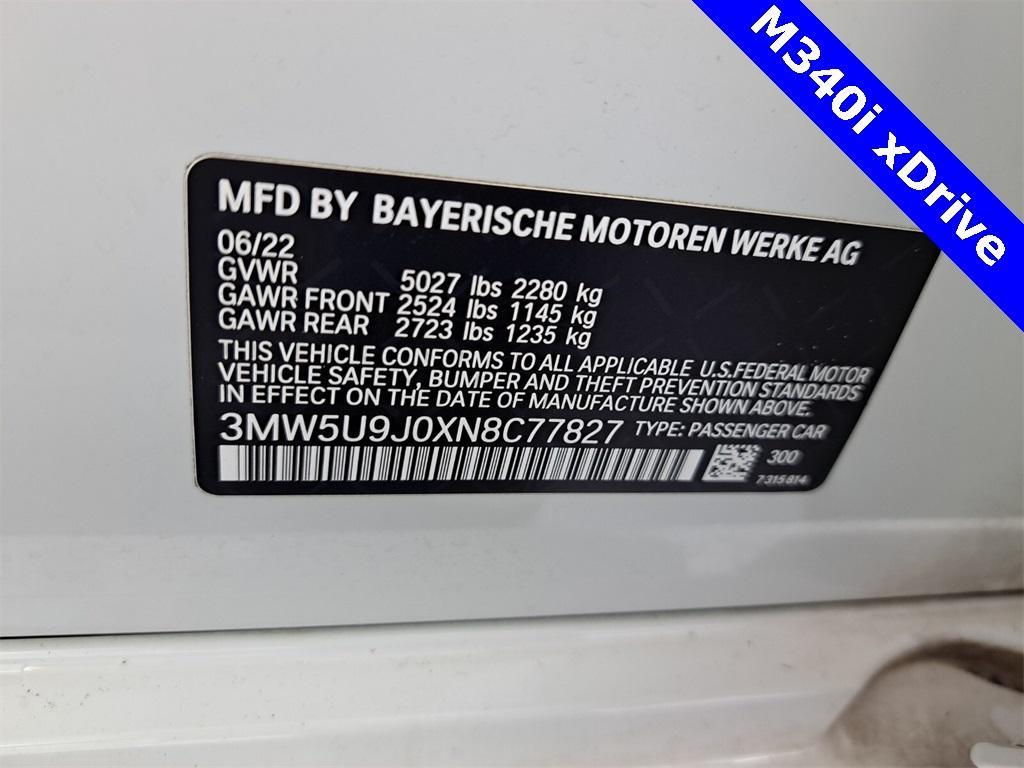 M340i xDrive
MFD BY BAYERISCHE MOTOREN WERKE AG
06/22
GVWR 5027 lbs 2280 kg
GAWR FRONT 2524 lbs 1145 kg
GAWR REAR 2723 lbs 1235 kg
THIS VEHICLE CONFORMS TO ALL APPLICABLE U.S.FEDERAL MOTOR
VEHICLE SAFETY, BUMPER AND THEFT PREVENTION STANDARDS
IN EFFECT ON THE DATE OF MANUFACTURE SHOWN ABOVE.
3MW5U9J0XN8C77827 TYPE: PASSENGER CAR
300
7315814